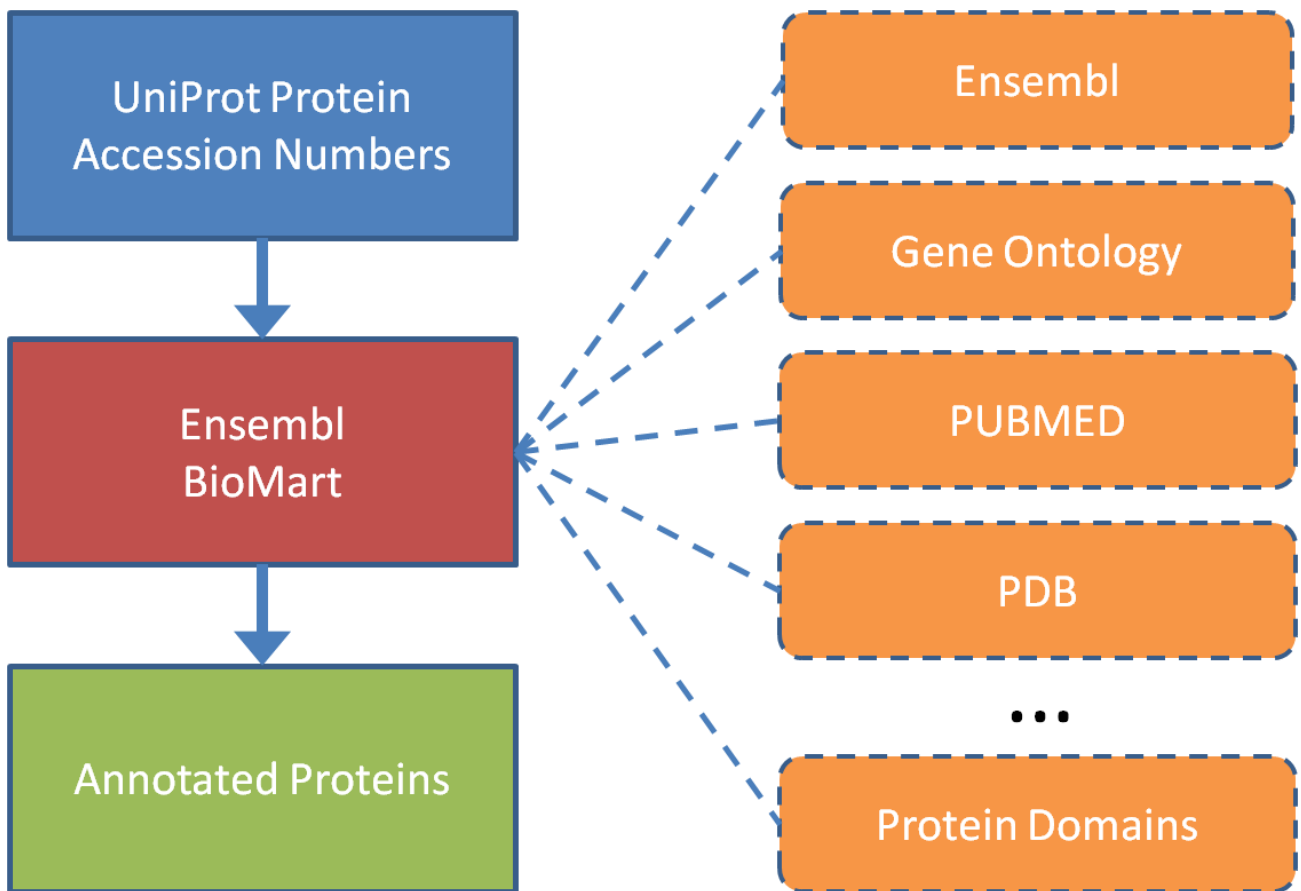 UniProt Protein
Accession Numbers
Ensembl
BioMart
Annotated Proteins
Ensembl
Gene Ontology
PUBMED
PDB
...
Protein Domains